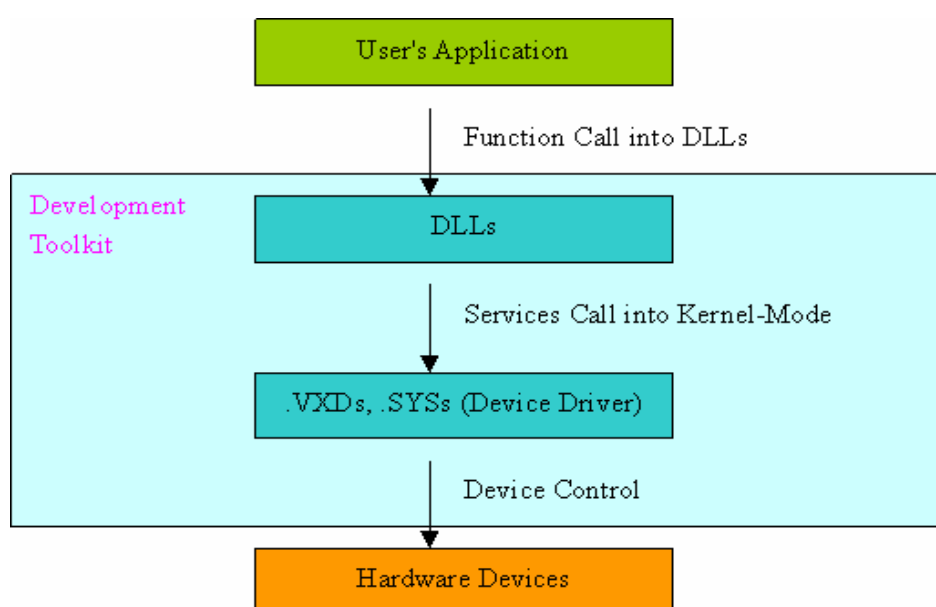 User's Application
Function Call into DLLs
Development
Toolkit
DLLs
Services Call into Kernel-Mode
.VXDs, .SYSs (Device Driver)
Device Control
Hardware Devices